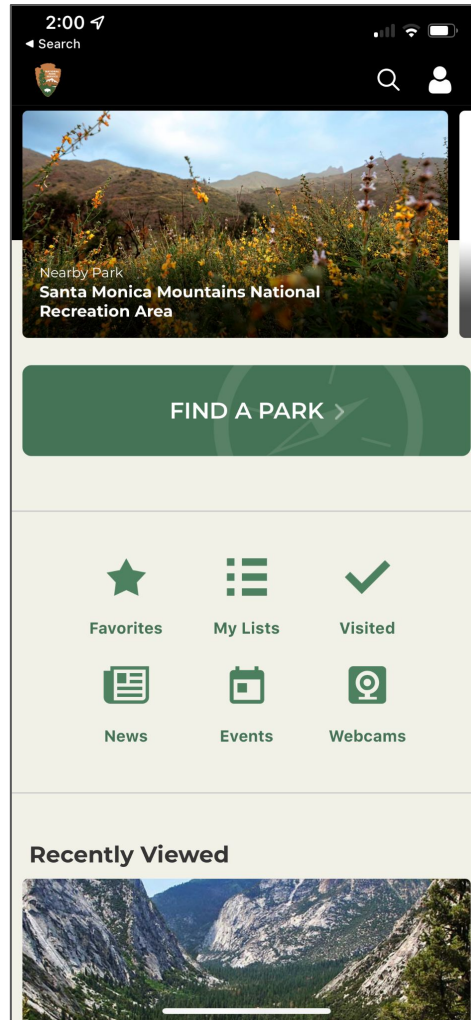 2:00
◀ Search
Nearby Park
Santa Monica Mountains National
Recreation Area
FIND A PARK >
Favorites
My Lists
Visited
News
Events
Webcams
Recently Viewed